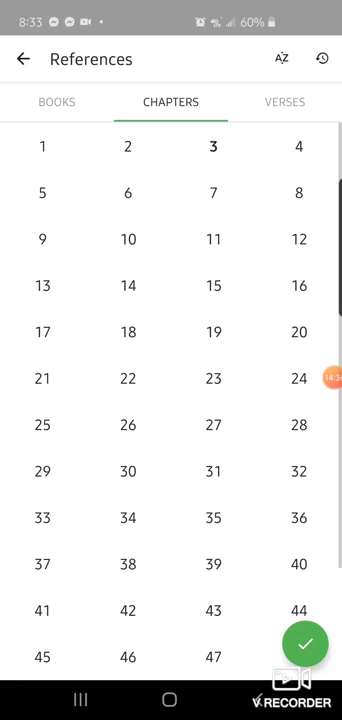 8:33 60%
References AZ
BOOKS CHAPTERS VERSES
1 2 3 4
5 6 7 8
9 10 11 12
13 14 15 16
17 18 19 20
21 22 23 24
25 26 27 28
29 30 31 32
33 34 35 36
37 38 39 40
41 42 43 44
45 46 47
V.RECORDER